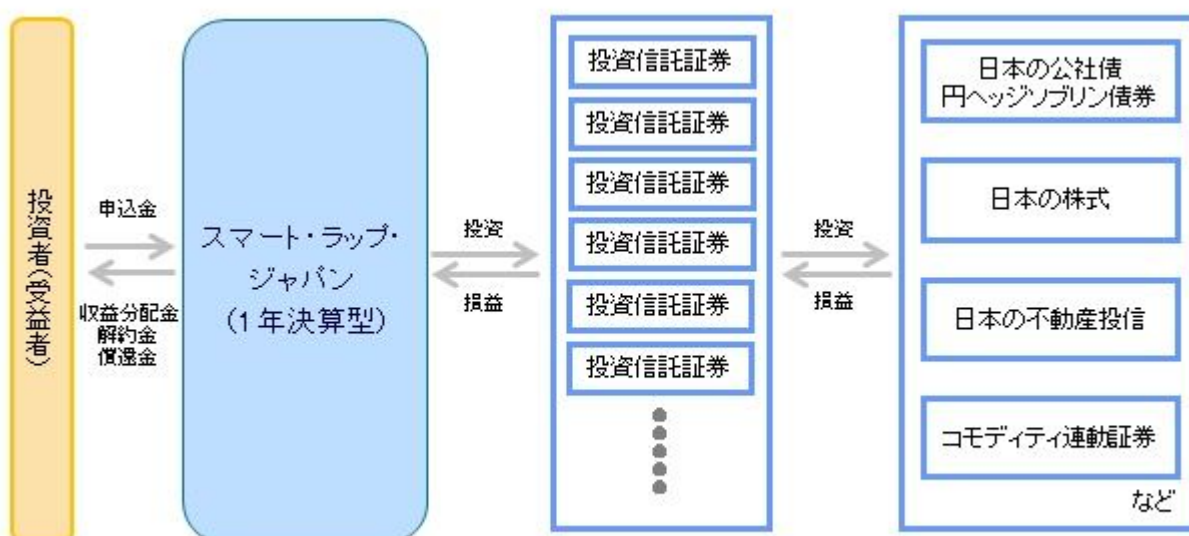 投資者(受益者)
申込金
収益分配金
解約金
償還金
スマート・ラップ・
ジャパン
(1年決算型)
投資
損益
投資信託証券
投資信託証券
投資信託証券
投資信託証券
投資信託証券
投資信託証券
投資
損益
日本の公社債
円ヘッジソブリン債券
日本の株式
日本の不動産投信
コモディティ連動証券
など